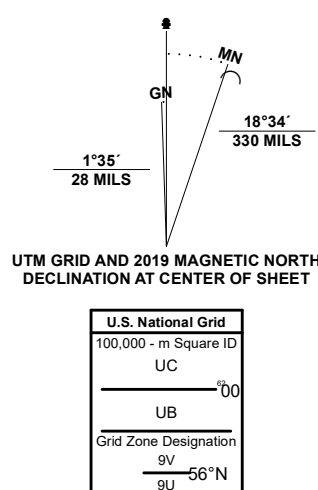 MN
GN
18°34´
330 MILS
1°35´
28 MILS
UTM GRID AND 2019 MAGNETIC NORTH
DECLINATION AT CENTER OF SHEET
U.S. National Grid
100,000 - m Square ID
UC
6200
UB
Grid Zone Designation
9V
56°N
9U